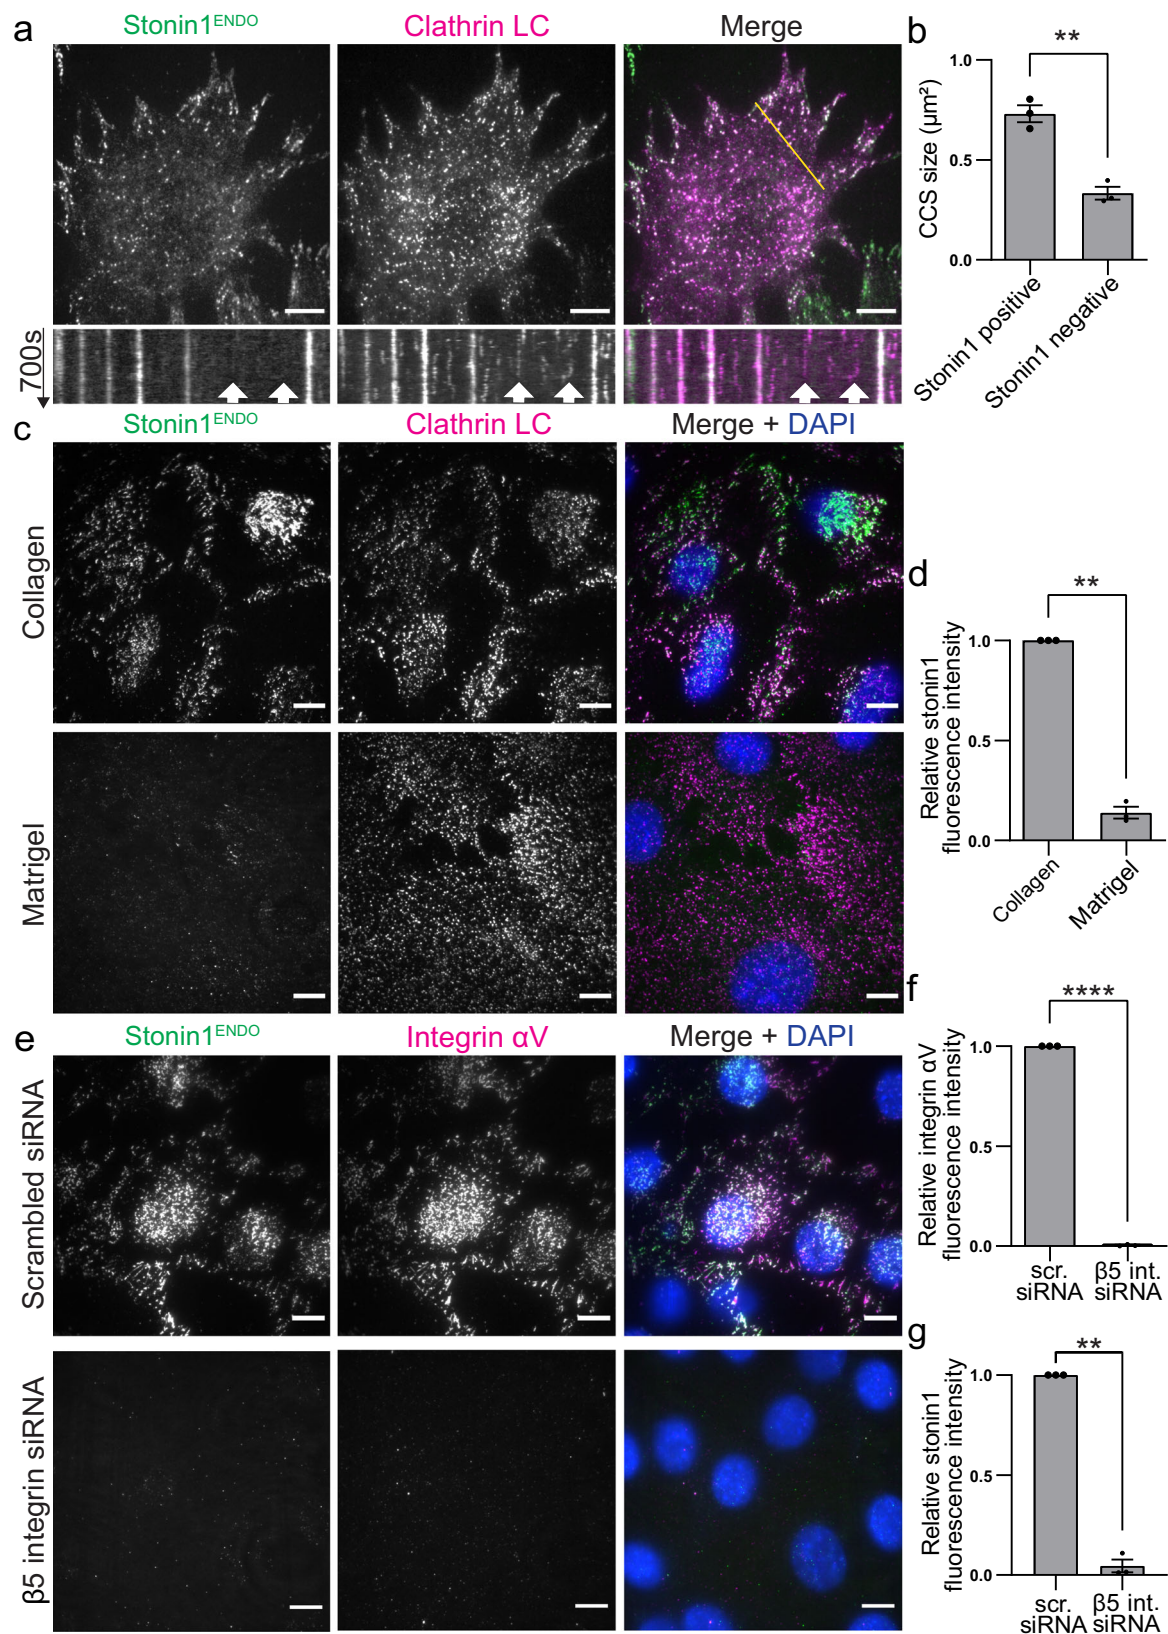 a
Stonin1ᴱᴺᴰᴼ
Clathrin LC
Merge
700s
b
**
CCS size (µm²)
1.0
0.5
0.0
Stonin1 positive
Stonin1 negative
c
Stonin1ᴱᴺᴰᴼ
Clathrin LC
Merge + DAPI
Collagen
Matrigel
d
**
Relative stonin1
fluorescence intensity
1.0
0.5
0.0
Collagen
Matrigel
e
Stonin1ᴱᴺᴰᴼ
Integrin αV
Merge + DAPI
Scrambled siRNA
β5 integrin siRNA
f
****
Relative integrin αV
fluorescence intensity
1.0
0.5
0.0
scr.
siRNA
β5 int.
siRNA
g
**
Relative stonin1
fluorescence intensity
1.0
0.5
0.0
scr.
siRNA
β5 int.
siRNA